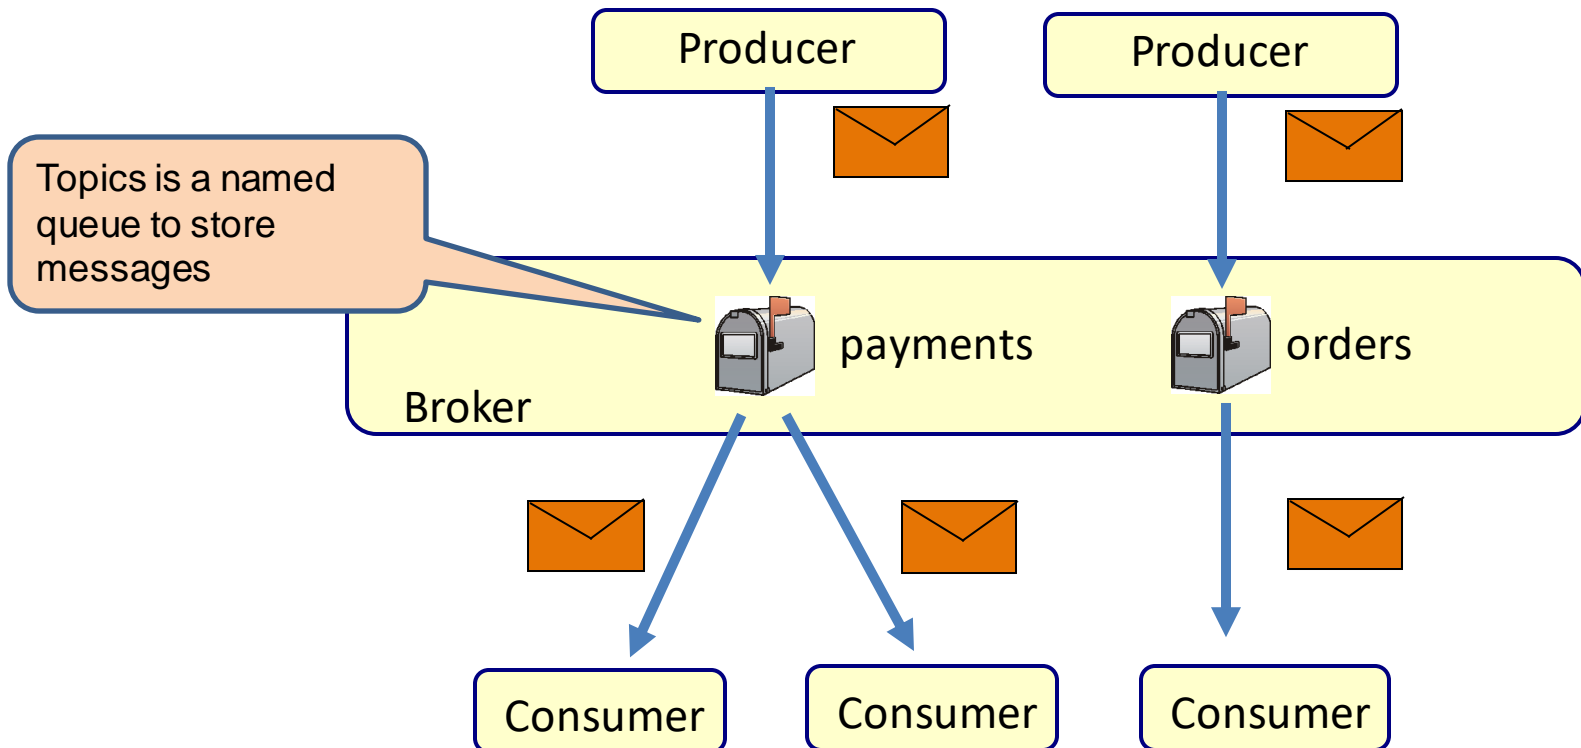 Producer
Producer
Topics is a named
queue to store
messages
payments
orders
Broker
Consumer
Consumer
Consumer